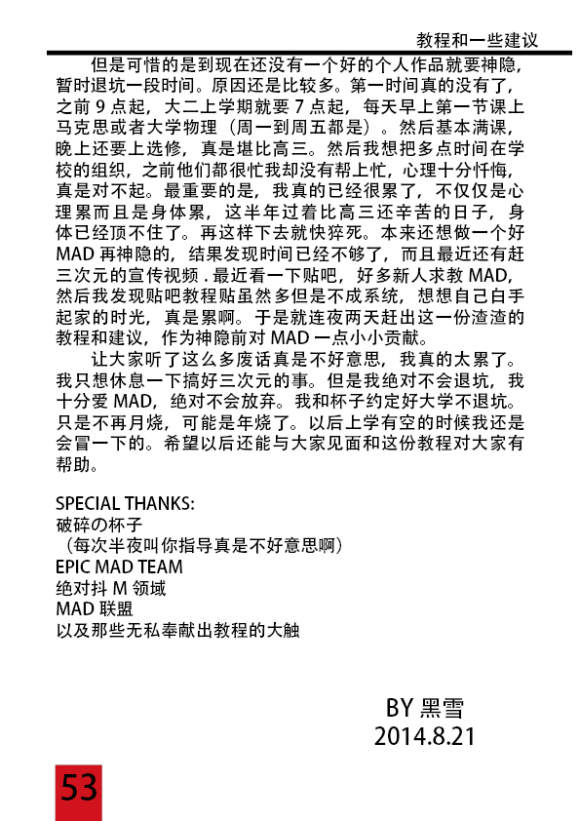 教程和一些建议
但是可惜的是到现在还没有一个好的个人作品就要神隐，
暂时退坑一段时间。原因还是比较多。第一时间真的没有了，
之前 9 点起，大二上学期就要 7 点起，每天早上第一节课上
马克思或者大学物理（周一到周五都是）。然后基本满课，
晚上还要上选修，真是堪比高三。然后我想把多点时间在学
校的组织，之前他们都很忙我却没有帮上忙，心理十分忏悔，
真是对不起。最重要的是，我真的已经很累了，不仅仅是心
理累而且是身体累，这半年过着比高三还辛苦的日子，身
体已经顶不住了。再这样下去就快猝死。本来还想做一个好
MAD 再神隐的，结果发现时间已经不够了，而且最近还有赶
三次元的宣传视频 . 最近看一下贴吧，好多新人求教 MAD，
然后我发现贴吧教程贴虽然多但是不成系统，想想自己白手
起家的时光，真是累啊。于是就连夜两天赶出这一份渣渣的
教程和建议，作为神隐前对 MAD 一点小小贡献。
让大家听了这么多废话真是不好意思，我真的太累了。
我只想休息一下搞好三次元的事。但是我绝对不会退坑，我
十分爱 MAD，绝对不会放弃。我和杯子约定好大学不退坑。
只是不再月烧，可能是年烧了。以后上学有空的时候我还是
会冒一下的。希望以后还能与大家见面和这份教程对大家有
帮助。
SPECIAL THANKS:
破碎の杯子
（每次半夜叫你指导真是不好意思啊）
EPIC MAD TEAM
绝对抖 M 领域
MAD 联盟
以及那些无私奉献出教程的大触
BY 黑雪
2014.8.21
53